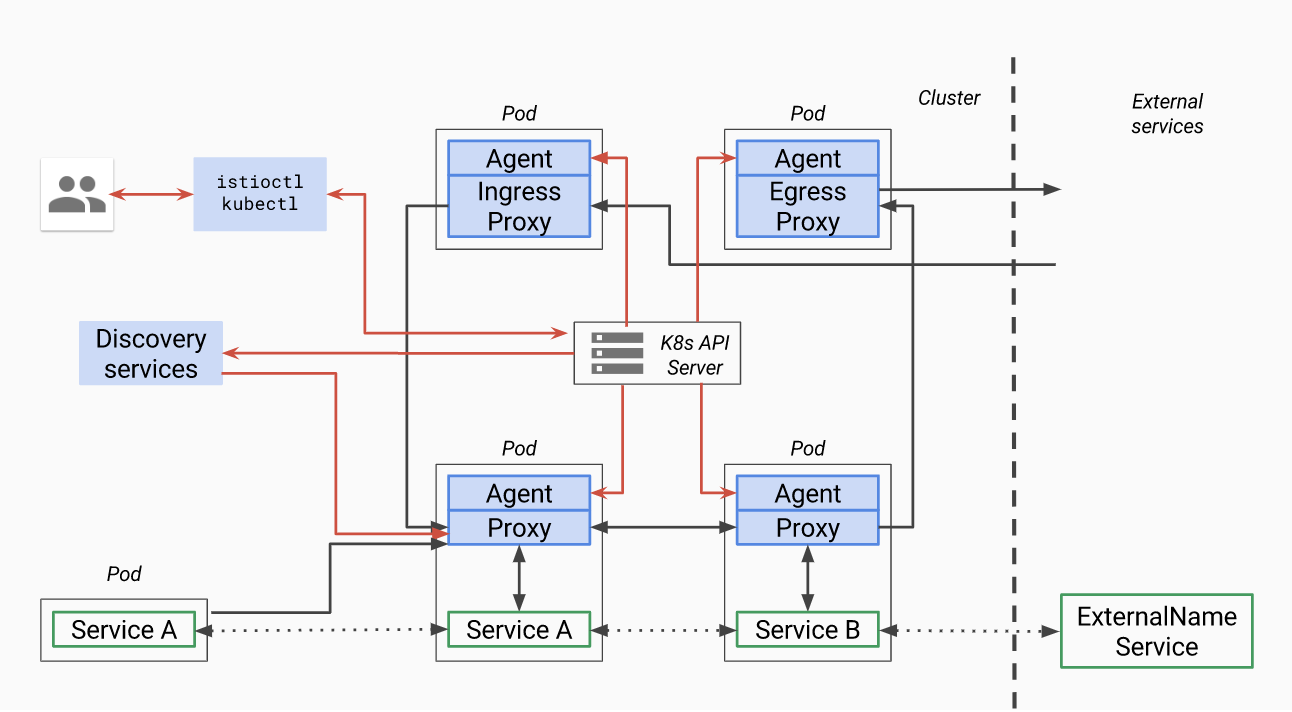 Cluster
External
services
Pod
Pod
Agent
Ingress
Proxy
Agent
Egress
Proxy
istioctl
kubectl
Discovery
services
K8s API
Server
Pod
Pod
Agent
Proxy
Agent
Proxy
Pod
Service A
Service A
Service B
ExternalName
Service